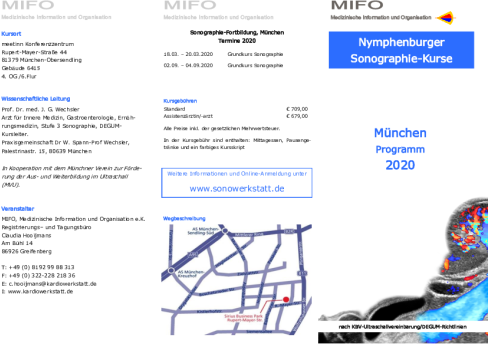 MIFO
Medizinische Information und Organisation
Kursort
meetinn Konferenzzentrum
Rupert-Mayer-Straße 44
81379 München-Obersendling
Gebäude 6415
4. OG/6.Flur
Wissenschaftliche Leitung
Prof. Dr. med. J. G. Wechsler
Arzt für Innere Medizin, Gastroenterologie, Ernäh-
rungsmedizin, Stufe 3 Sonographie, DEGUM-
Kursleiter.
Praxisgemeinschaft Dr W. Spann-Prof Wechsler,
Palestrinastr. 15, 80639 München
In Kooperation mit dem Münchner Verein zur Förde-
rung der Aus- und Weiterbildung im Ultraschall
(MVU).
Veranstalter
MIFO, Medizinische Information und Organisation e.K.
Registrierungs- und Tagungsbüro
Claudia Hooijmans
Am Bühl 14
86926 Greifenberg
T: +49 (0) 8192 99 88 313
F: +49 (0) 322-228 218 36
E: c.hooijmans@kardiowerkstatt.de
E: www.kardiowerkstatt.de
MIFO
Medizinische Information und Organisation
Sonographie-Fortbildung, München
Termine 2020
18.03. – 20.03.2020 Grundkurs Sonographie
02.09. – 04.09.2020 Grundkurs Sonographie
Kursgebühren
Standard € 709,00
Assistenzärztin/-arzt € 679,00
Alle Preise inkl. der gesetzlichen Mehrwertsteuer.
In der Kursgebühr sind enthalten: Mittagessen, Pausenge-
tränke und ein farbiges Kursskript
Weitere Informationen und Online-Anmeldung unter
www.sonowerkstatt.de
Wegbeschreibung
AS München-
Sendling-Süd
AS München
Kreuzhof
Sirius Business Park
Rupert-Mayer-Str.
MIFO
Medizinische Information und Organisation
Nymphenburger
Sonographie-Kurse
München
Programm
2020
nach KBV-Ultraschallvereinbarung/DEGUM-Richtlinien